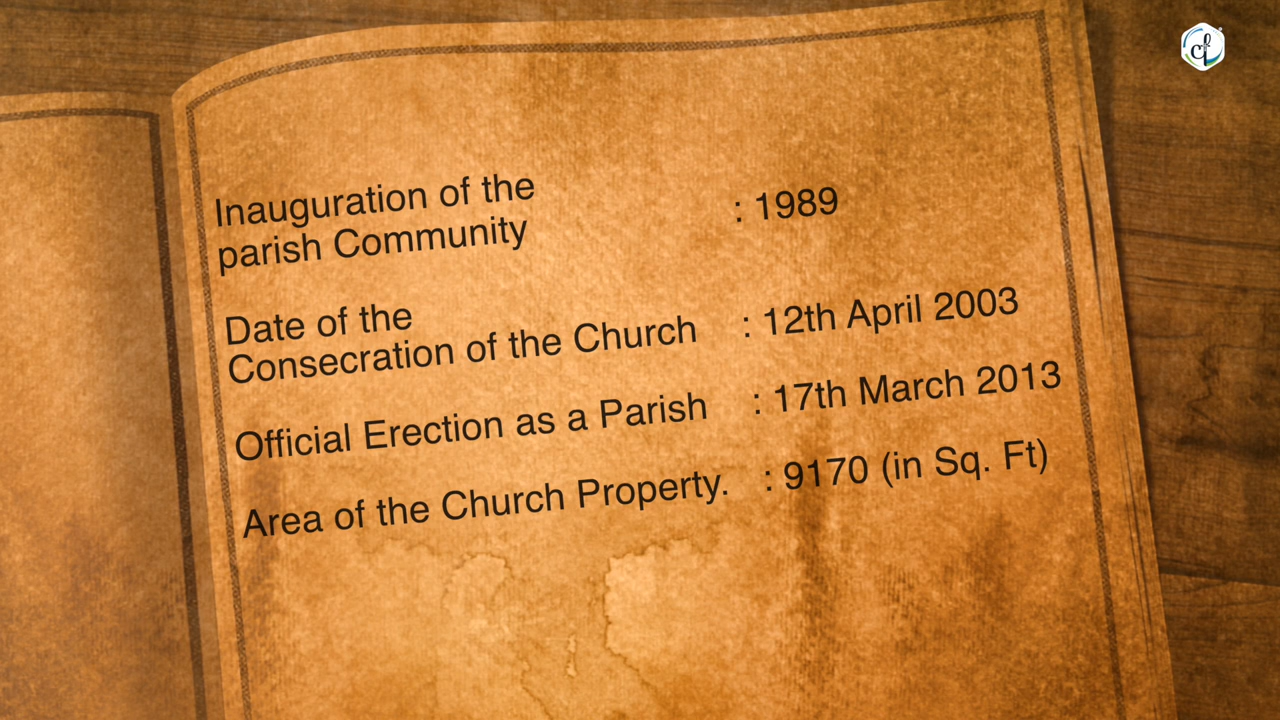 Inauguration of the
parish Community : 1989
Date of the
Consecration of the Church : 12th April 2003
Official Erection as a Parish : 17th March 2013
Area of the Church Property. : 9170 (in Sq. Ft)
cf